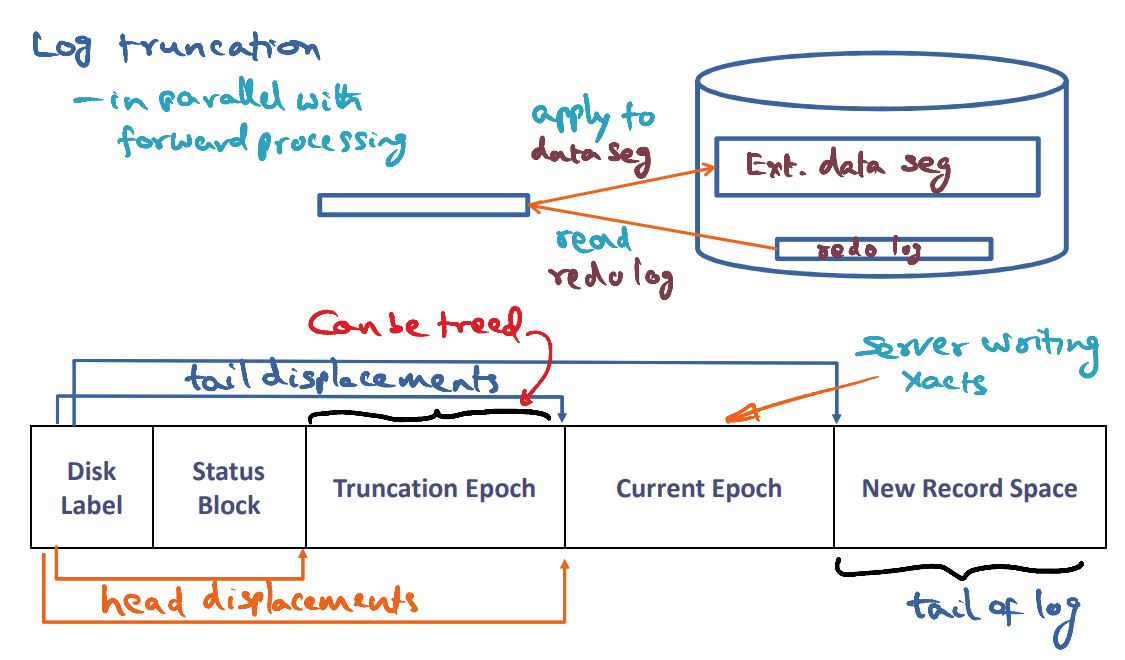 Log truncation
– in parallel with
forward processing
apply to
data seg
Ext. data seg
read
redo log
redo log
Can be treed
server writing
xacts
tail displacements
Disk
Label
Status
Block
Truncation Epoch
Current Epoch
New Record Space
head displacements
tail of log